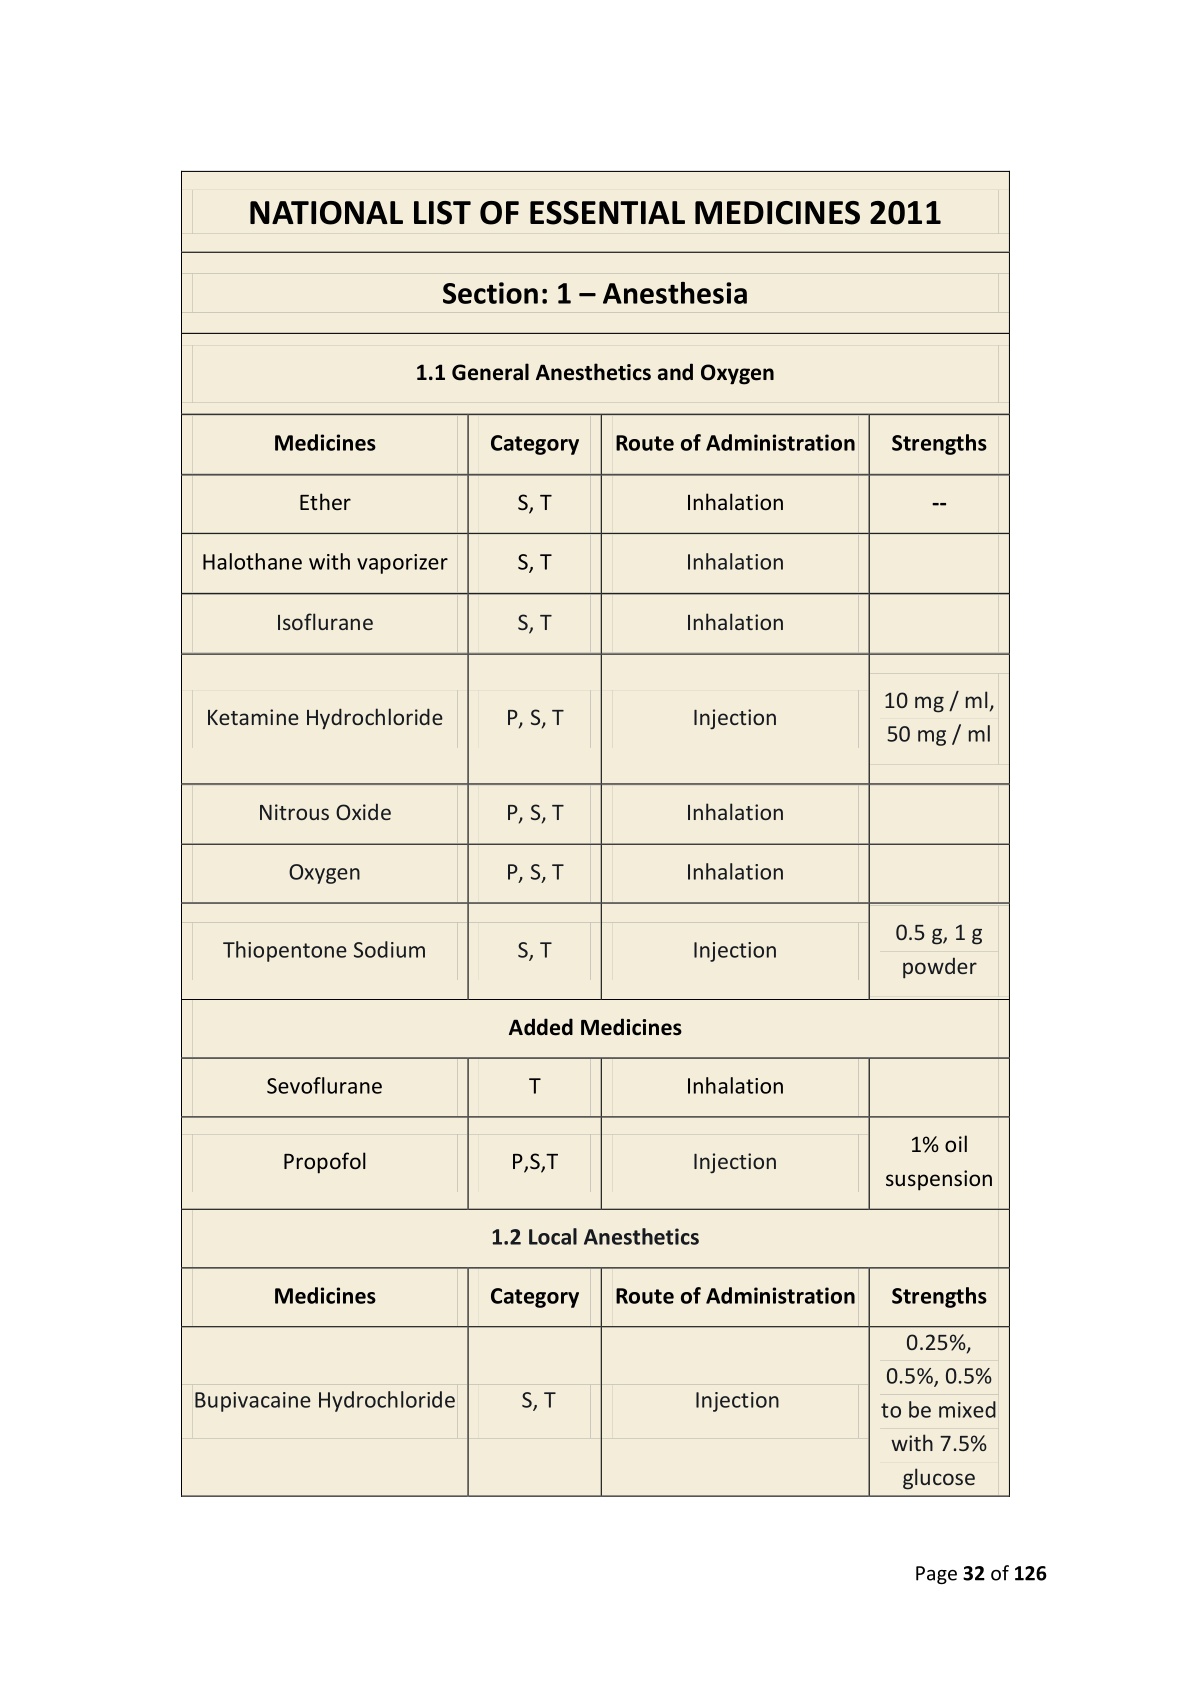 NATIONAL LIST OF ESSENTIAL MEDICINES 2011
Section: 1 – Anesthesia
1.1 General Anesthetics and Oxygen
Medicines Category Route of Administration Strengths
Ether S, T Inhalation --
Halothane with vaporizer S, T Inhalation
Isoflurane S, T Inhalation
Ketamine Hydrochloride P, S, T Injection 10 mg / ml,
50 mg / ml
Nitrous Oxide P, S, T Inhalation
Oxygen P, S, T Inhalation
Thiopentone Sodium S, T Injection 0.5 g, 1 g
powder
Added Medicines
Sevoflurane T Inhalation
Propofol P,S,T Injection 1% oil
suspension
1.2 Local Anesthetics
Medicines Category Route of Administration Strengths
Bupivacaine Hydrochloride S, T Injection 0.25%,
0.5%, 0.5%
to be mixed
with 7.5%
glucose
Page 32 of 126